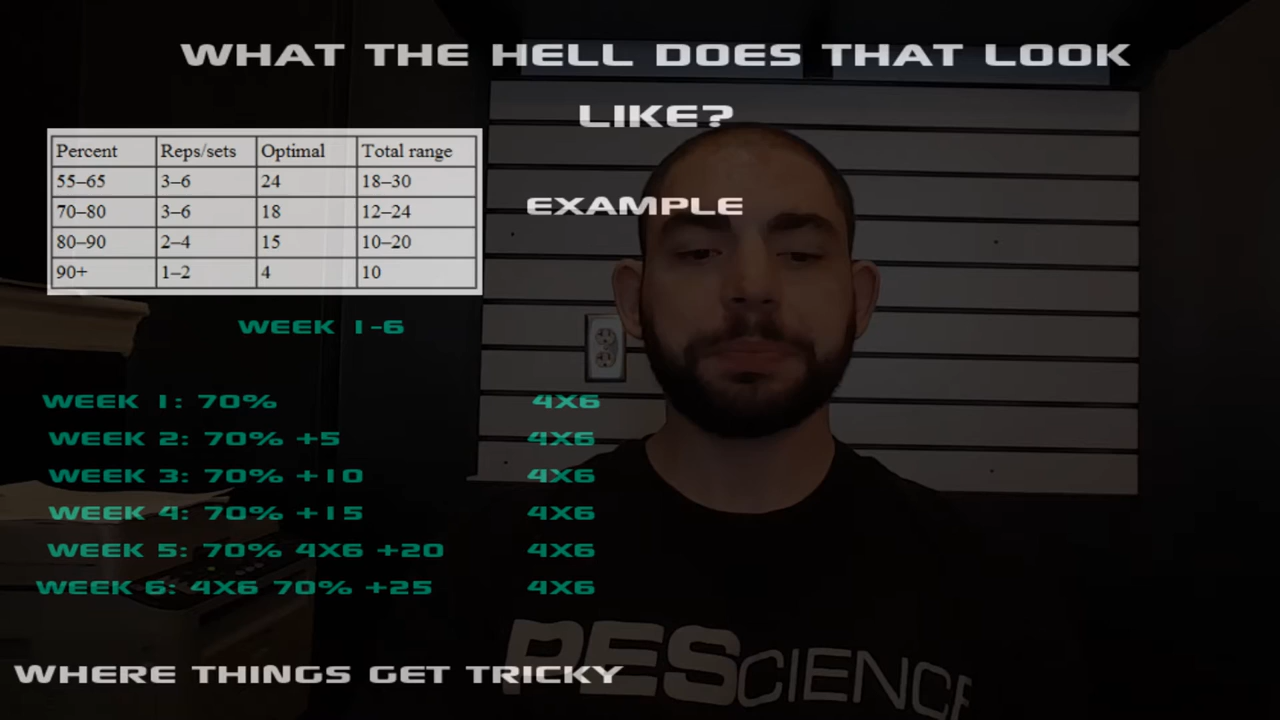 WHAT THE HELL DOES THAT LOOK
LIKE?
Percent Reps/sets Optimal Total range
55–65 3–6 24 18–30
70–80 3–6 18 12–24
80–90 2–4 15 10–20
90+ 1–2 4 10
EXAMPLE
WEEK 1-6
WEEK 1: 70% 4X6
WEEK 2: 70% +5 4X6
WEEK 3: 70% +10 4X6
WEEK 4: 70% +15 4X6
WEEK 5: 70% 4X6 +20 4X6
WEEK 6: 4X6 70% +25 4X6
WHERE THINGS GET TRICKY
PESCIENCE